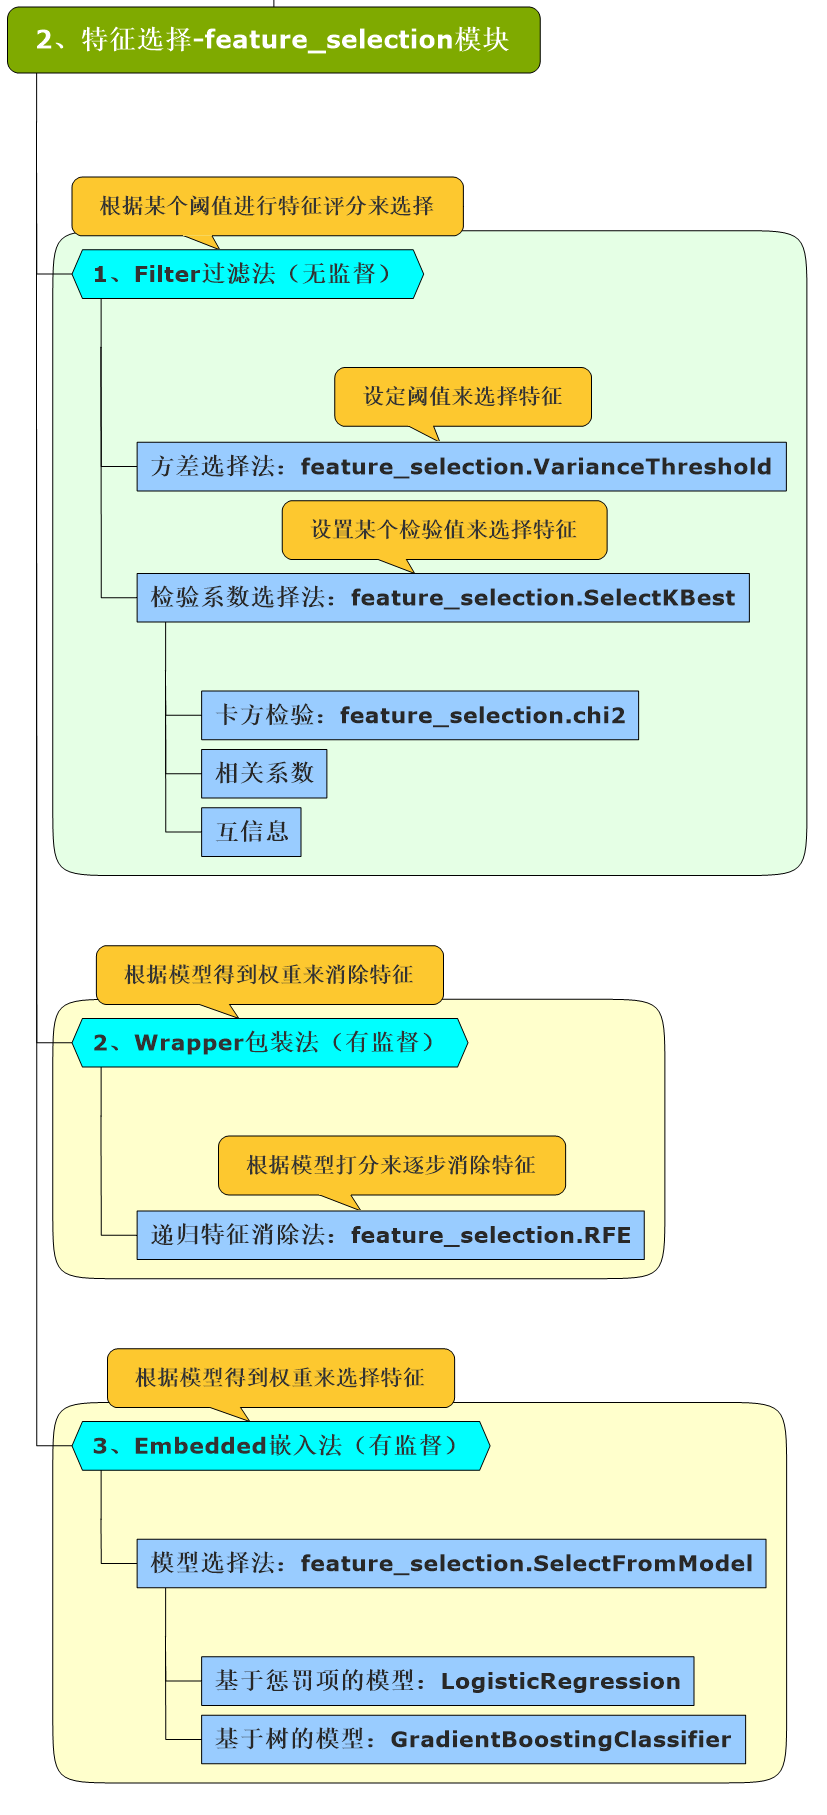 2、特征选择-feature_selection模块
根据某个阈值进行特征评分来选择
1、Filter过滤法（无监督）
设定阈值来选择特征
方差选择法：feature_selection.VarianceThreshold
设置某个检验值来选择特征
检验系数选择法：feature_selection.SelectKBest
卡方检验：feature_selection.chi2
相关系数
互信息
根据模型得到权重来消除特征
2、Wrapper包装法（有监督）
根据模型打分来逐步消除特征
递归特征消除法：feature_selection.RFE
根据模型得到权重来选择特征
3、Embedded嵌入法（有监督）
模型选择法：feature_selection.SelectFromModel
基于惩罚项的模型：LogisticRegression
基于树的模型：GradientBoostingClassifier